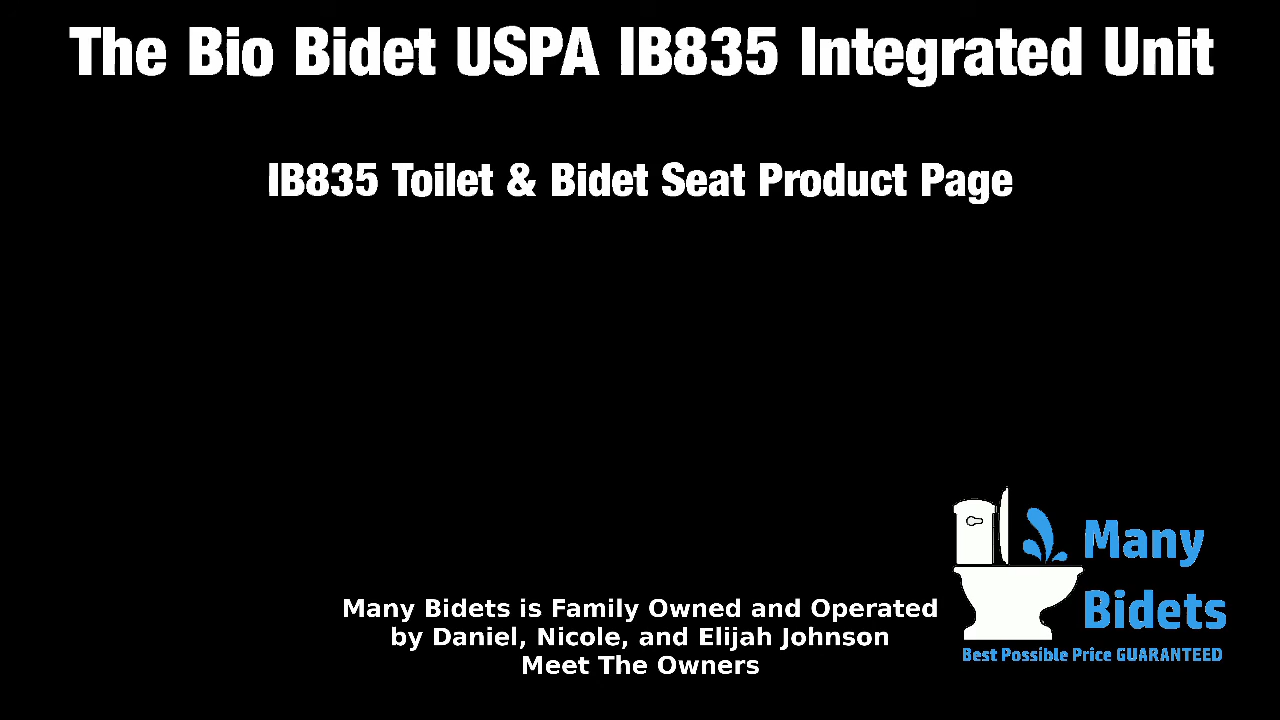 The Bio Bidet USPA IB835 Integrated Unit
IB835 Toilet & Bidet Seat Product Page
Many
Bidets
Best Possible Price GUARANTEED
Many Bidets is Family Owned and Operated
by Daniel, Nicole, and Elijah Johnson
Meet The Owners